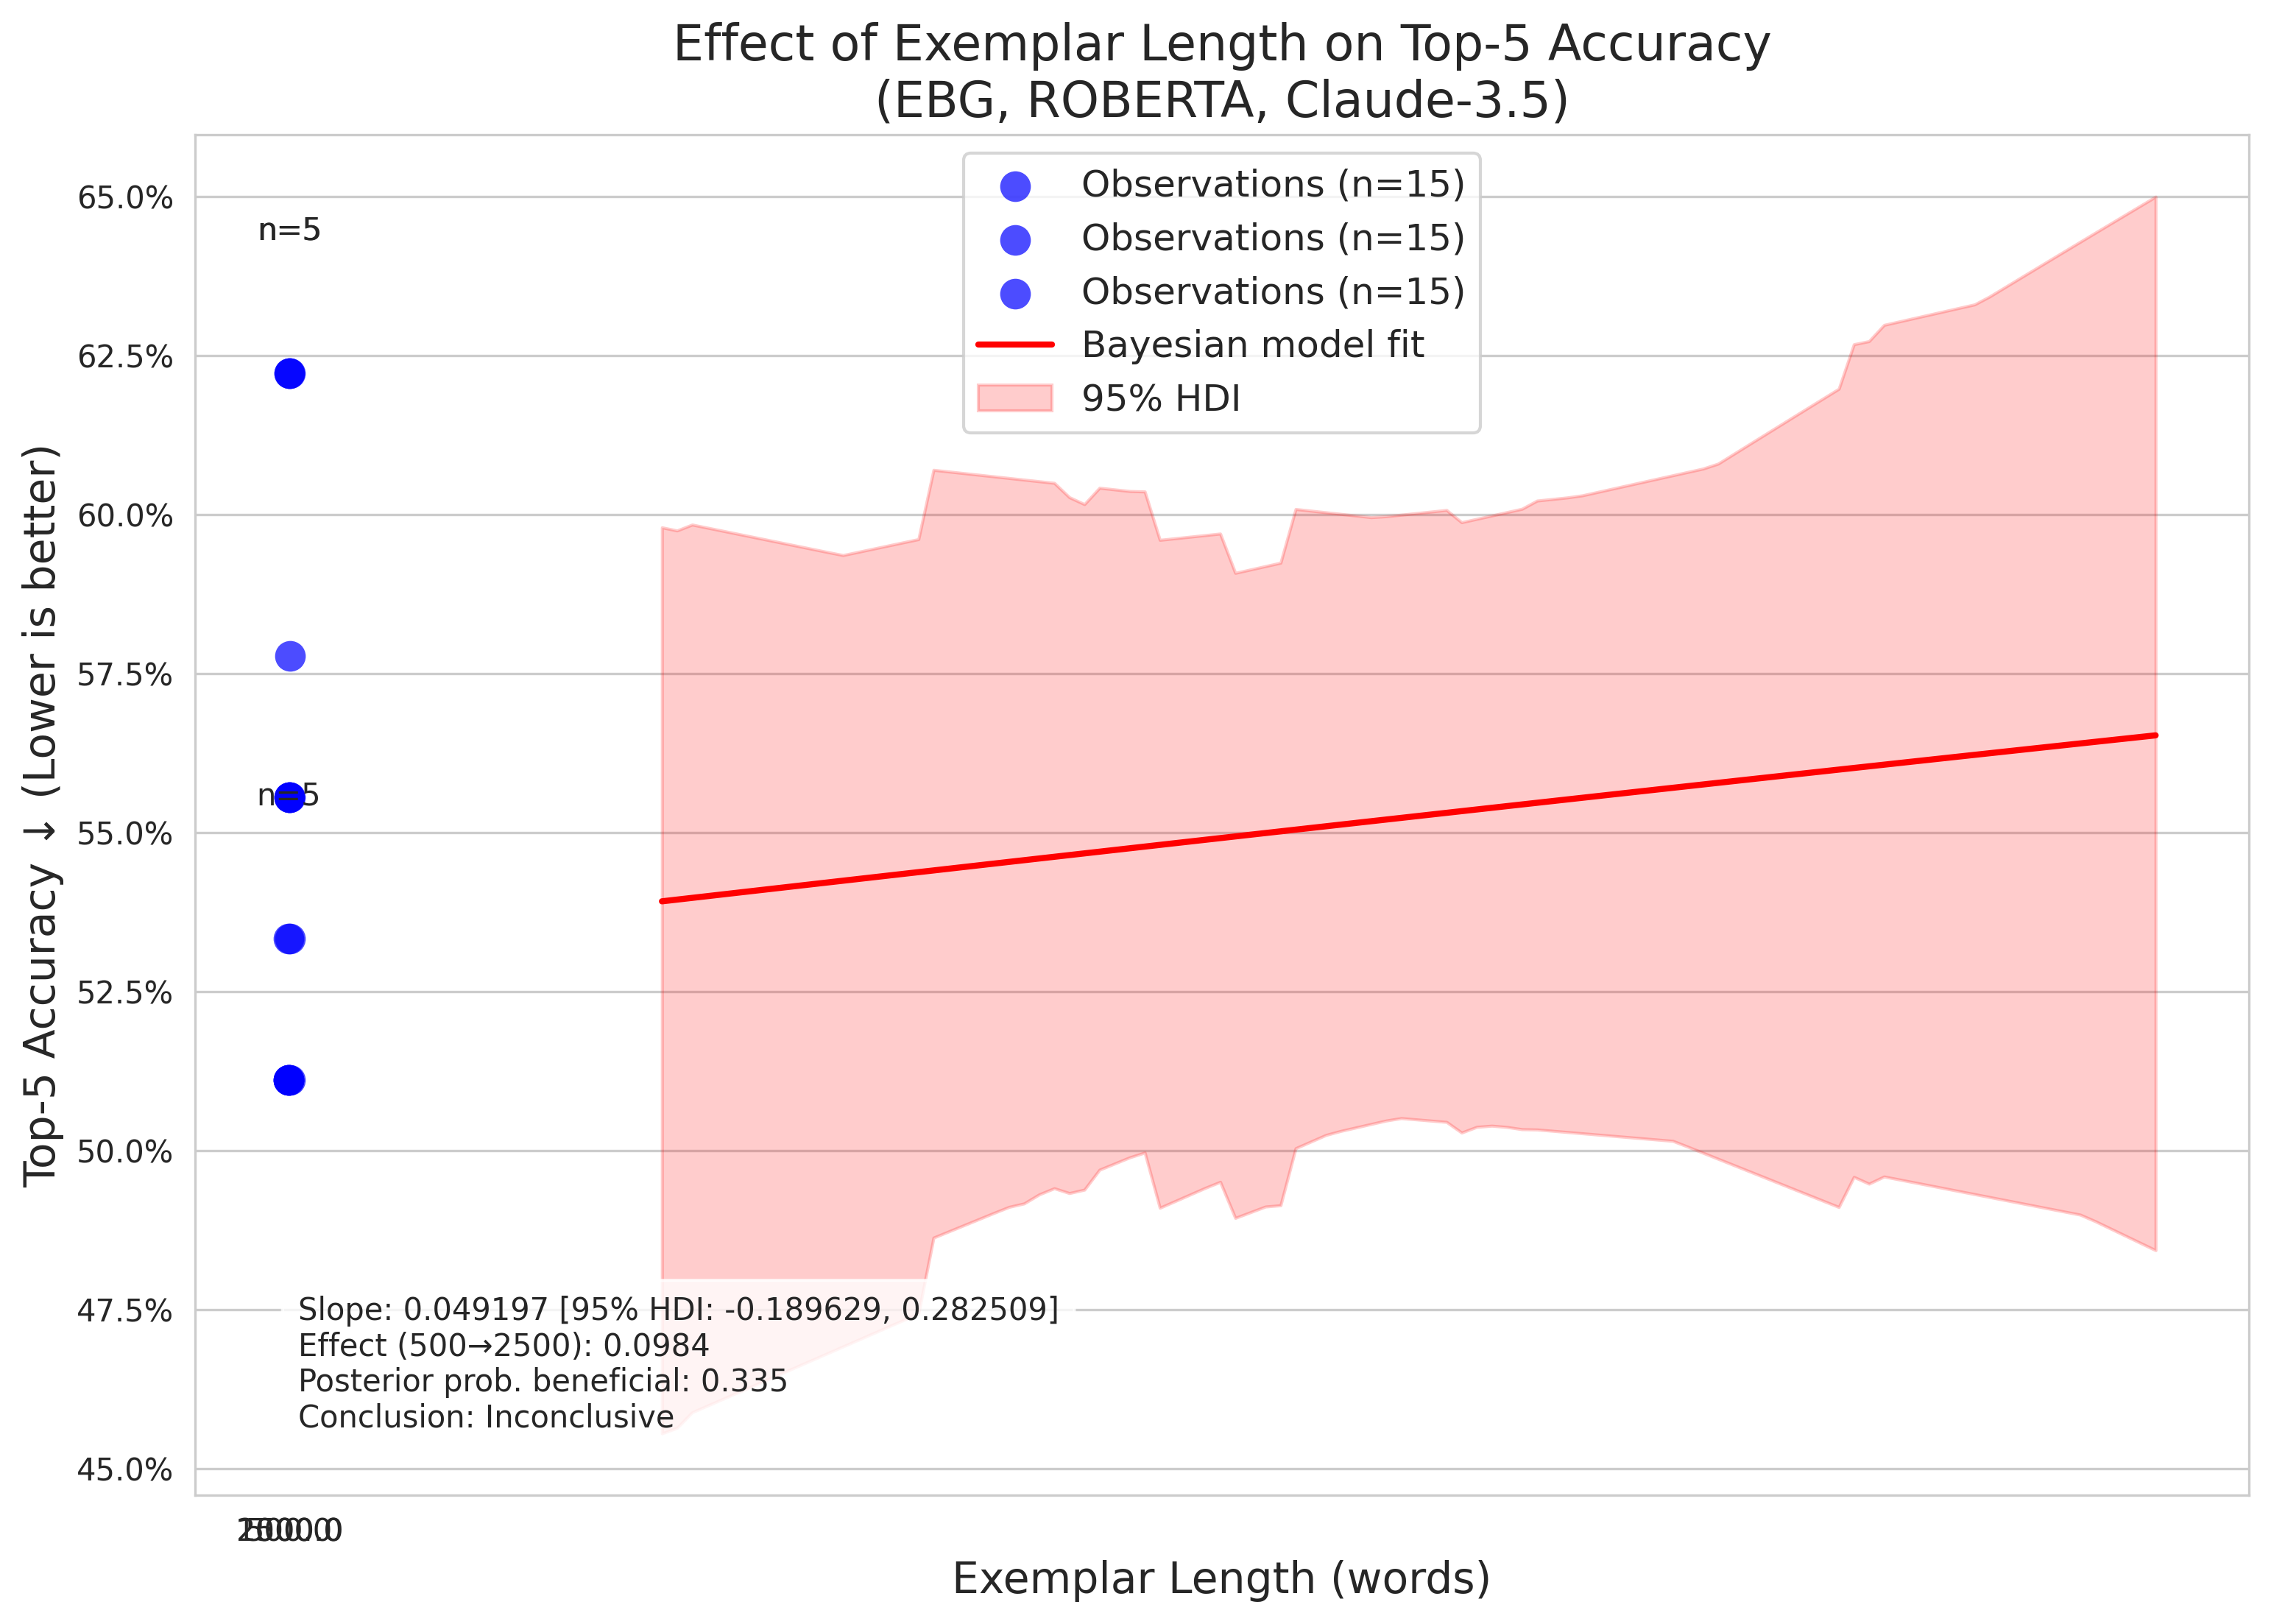 Effect of Exemplar Length on Top-5 Accuracy
(EBG, ROBERTA, Claude-3.5)
Top-5 Accuracy ↓ (Lower is better)
65.0%
62.5%
60.0%
57.5%
55.0%
52.5%
50.0%
47.5%
45.0%
n=5
n=5
Observations (n=15)
Observations (n=15)
Observations (n=15)
Bayesian model fit
95% HDI
Slope: 0.049197 [95% HDI: -0.189629, 0.282509]
Effect (500→2500): 0.0984
Posterior prob. beneficial: 0.335
Conclusion: Inconclusive
Exemplar Length (words)